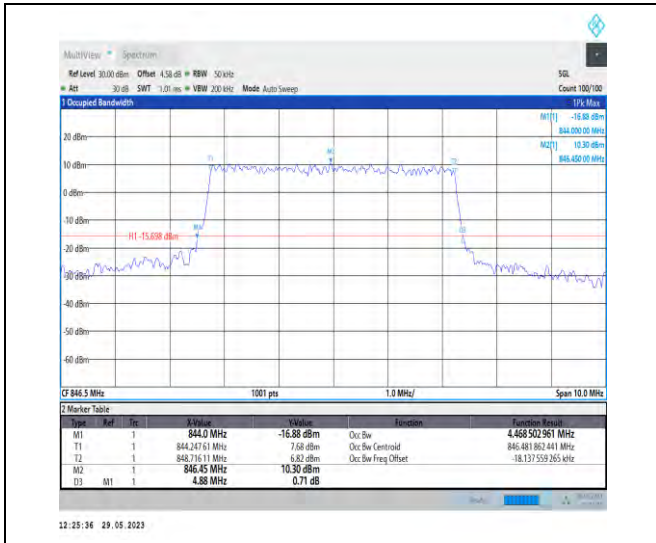 MultiView Spectrum
Ref Level 30.00 dBm Offset 4.58 dB RBW 50 kHz SGL
Att 30 dB SWT 1.01 ms VBW 200 kHz Mode Auto Sweep Count 100/100
1 Occupied Bandwidth 1Pk Max
M1[1] -16.88 dBm
844.000 00 MHz
M2[1] 10.30 dBm
846.450 00 MHz
20 dBm
T1 M2 T2
10 dBm
0 dBm
-10 dBm
M1 D3
H1 -15.698 dBm
-20 dBm
-30 dBm
-40 dBm
-50 dBm
-60 dBm
CF 846.5 MHz 1001 pts 1.0 MHz/ Span 10.0 MHz
2 Marker Table
Type Ref Trc X-Value Y-Value Function Function Result
M1 1 844.0 MHz -16.88 dBm Occ Bw 4.468 502 961 MHz
T1 1 844.247 61 MHz 7.68 dBm Occ Bw Centroid 846.481 862 441 MHz
T2 1 848.716 11 MHz 6.82 dBm Occ Bw Freq Offset -18.137 559 265 kHz
M2 1 846.45 MHz 10.30 dBm
D3 M1 1 4.88 MHz 0.71 dB
12:25:36 29.05.2023